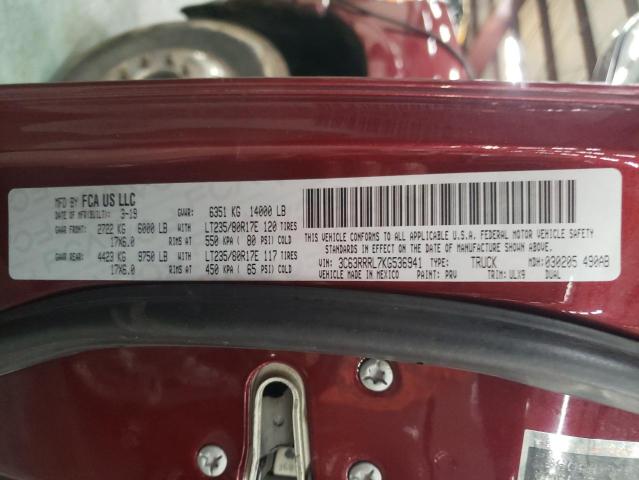 MFD BY FCA US LLC
DATE OF MFR(BUILT): 3-19 GVWR: 6351 KG 14000 LB
GAWR FRONT: 2722 KG 6000 LB LT235/80R17E 120 TIRES
17X6.0 RIMS AT 550 KPA ( 80 PSI) COLD
GAWR REAR: 4423 KG 9750 LB LT235/80R17E 117 TIRES
17X6.0 RIMS AT 450 KPA ( 65 PSI) COLD
THIS VEHICLE CONFORMS TO ALL APPLICABLE U.S.A. FEDERAL MOTOR VEHICLE SAFETY
STANDARDS IN EFFECT ON THE DATE OF MANUFACTURE SHOWN ABOVE.
VIN: 3C63RRRL7KG536941 TYPE: TRUCK MDH: 030205 490AB
VEHICLE MADE IN MEXICO PAINT: PRV TRIM: VLX9 DUAL